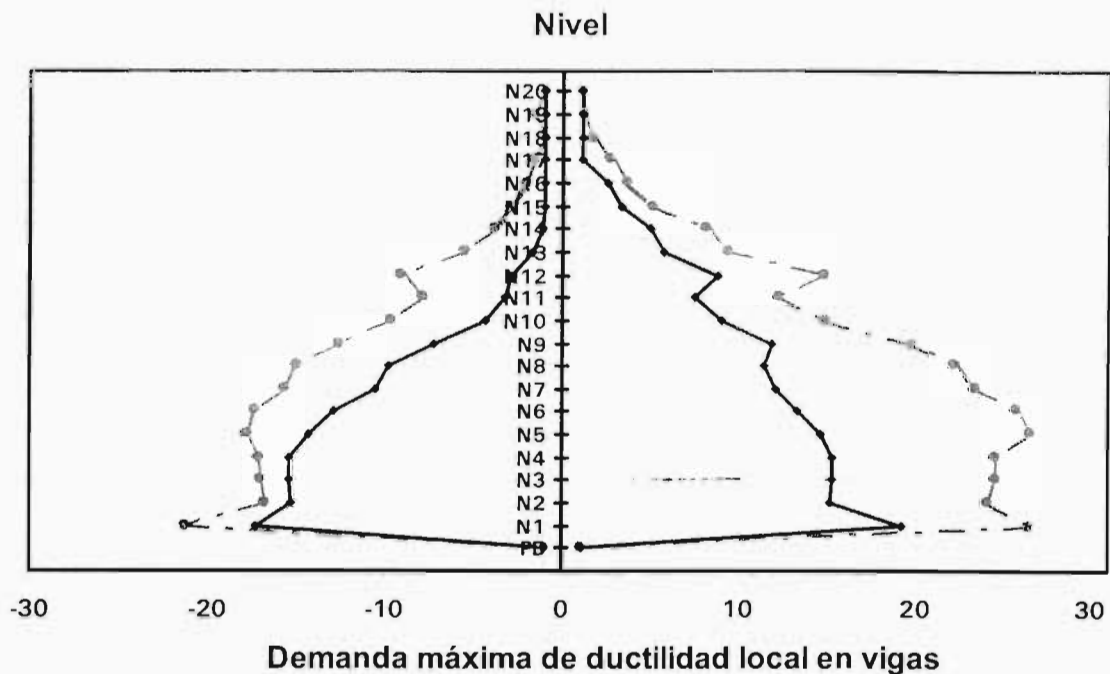 Nivel
N20
N19
N18
N17
N16
N15
N14
N13
N12
N11
N10
N9
N8
N7
N6
N5
N4
N3
N2
N1
PB
-30 -20 -10 0 10 20 30
Demanda máxima de ductilidad local en vigas